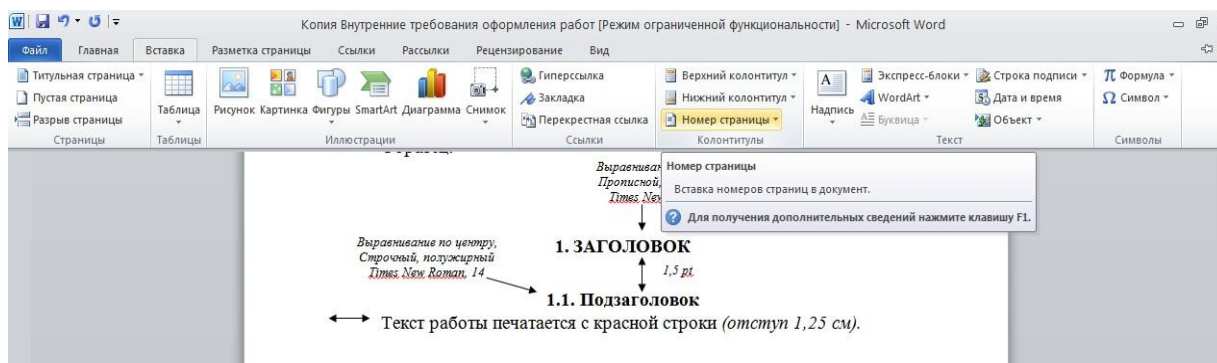 Копия Внутренние требования оформления работ [Режим ограниченной функциональности] - Microsoft Word
Файл Главная Вставка Разметка страницы Ссылки Рассылки Рецензирование Вид
Титульная страница
Пустая страница
Разрыв страницы
Страницы
Таблица
Таблицы
Рисунок Картинка Фигуры SmartArt Диаграмма Снимок
Иллюстрации
Гиперссылка
Закладка
Перекрестная ссылка
Ссылки
Верхний колонтитул
Нижний колонтитул
Номер страницы
Колонтитулы
Надпись
Экспресс-блоки
WordArt
Буквица
Строка подписи
Дата и время
Объект
Текст
π Формула
Ω Символ
Символы
Номер страницы
Вставка номеров страниц в документ.
Для получения дополнительных сведений нажмите клавишу F1.
Прописной,
Times
1. ЗАГОЛОВОК
Выравнивание по центру,
Строчный, полужирный
Times New Roman, 14
1,5 pt
1.1. Подзаголовок
Текст работы печатается с красной строки (отступ 1,25 см).